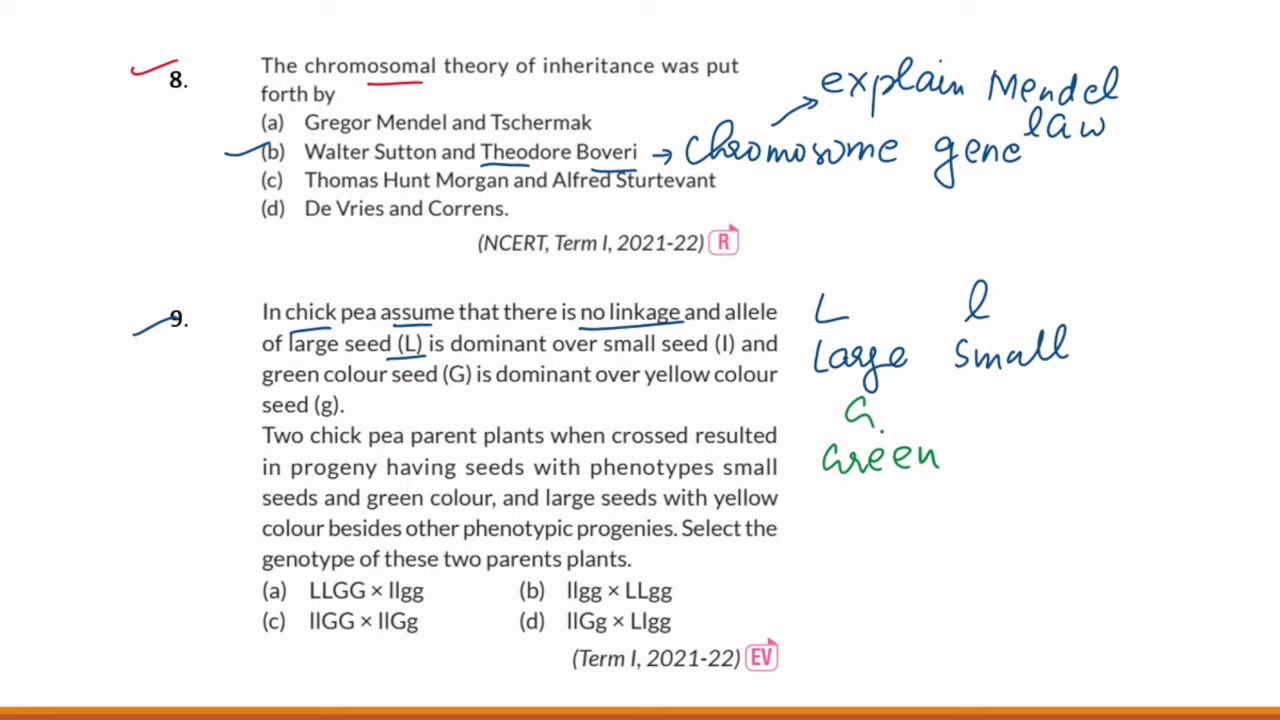 8. The chromosomal theory of inheritance was put
forth by
(a) Gregor Mendel and Tschermak
(b) Walter Sutton and Theodore Boveri
(c) Thomas Hunt Morgan and Alfred Sturtevant
(d) De Vries and Correns.
(NCERT, Term I, 2021-22) R
→ explain Mendel
law
→ Chromosome gene
9. In chick pea assume that there is no linkage and allele
of large seed (L) is dominant over small seed (l) and
green colour seed (G) is dominant over yellow colour
seed (g).
Two chick pea parent plants when crossed resulted
in progeny having seeds with phenotypes small
seeds and green colour, and large seeds with yellow
colour besides other phenotypic progenies. Select the
genotype of these two parents plants.
(a) LLGG × llgg (b) llgg × LLgg
(c) llGG × llGg (d) llGg × Llgg
(Term I, 2021-22) EV
L l
Large Small
G.
Green